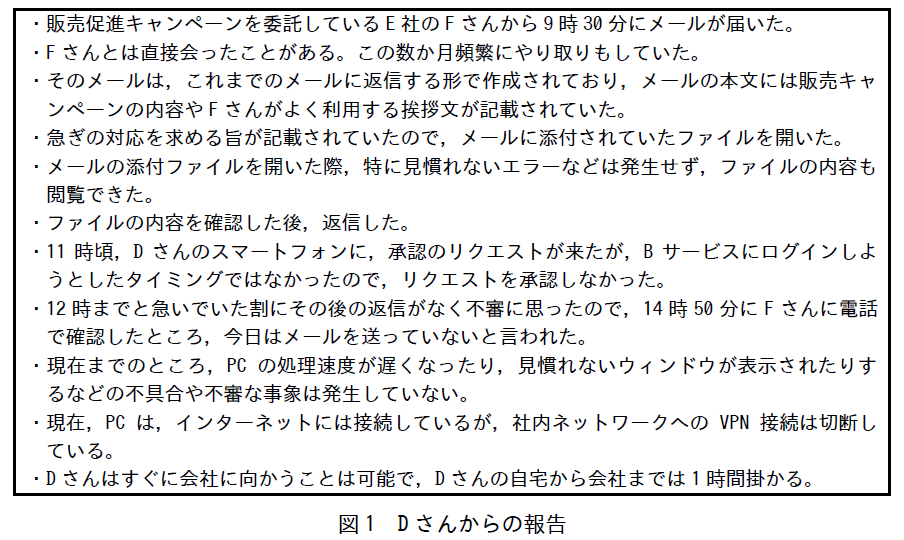 ・販売促進キャンペーンを委託しているE社のFさんから9時30分にメールが届いた。
・Fさんとは直接会ったことがある。この数か月頻繁にやり取りもしていた。
・そのメールは，これまでのメールに返信する形で作成されており，メールの本文には販売キャ
ンペーンの内容やFさんがよく利用する挨拶文が記載されていた。
・急ぎの対応を求める旨が記載されていたので，メールに添付されていたファイルを開いた。
・メールの添付ファイルを開いた際，特に見慣れないエラーなどは発生せず，ファイルの内容も
閲覧できた。
・ファイルの内容を確認した後，返信した。
・11時頃，Dさんのスマートフォンに，承認のリクエストが来たが，Bサービスにログインしよ
うとしたタイミングではなかったので，リクエストを承認しなかった。
・12時までと急いでいた割にその後の返信がなく不審に思ったので，14時50分にFさんに電話
で確認したところ，今日はメールを送っていないと言われた。
・現在までのところ，PCの処理速度が遅くなったり，見慣れないウィンドウが表示されたりす
るなどの不具合や不審な事象は発生していない。
・現在，PCは，インターネットには接続しているが，社内ネットワークへのVPN接続は切断し
ている。
・Dさんはすぐに会社に向かうことは可能で，Dさんの自宅から会社までは1時間掛かる。
図1 Dさんからの報告